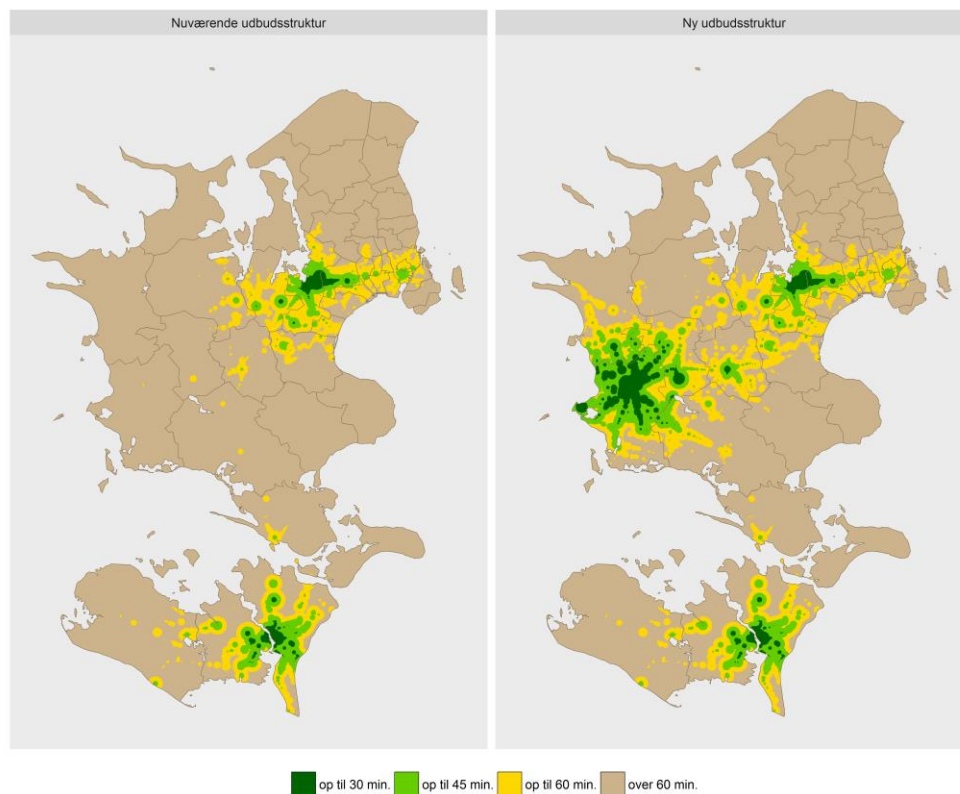 Nuværende udbudsstruktur
Ny udbudsstruktur
op til 30 min.
op til 45 min.
op til 60 min.
over 60 min.